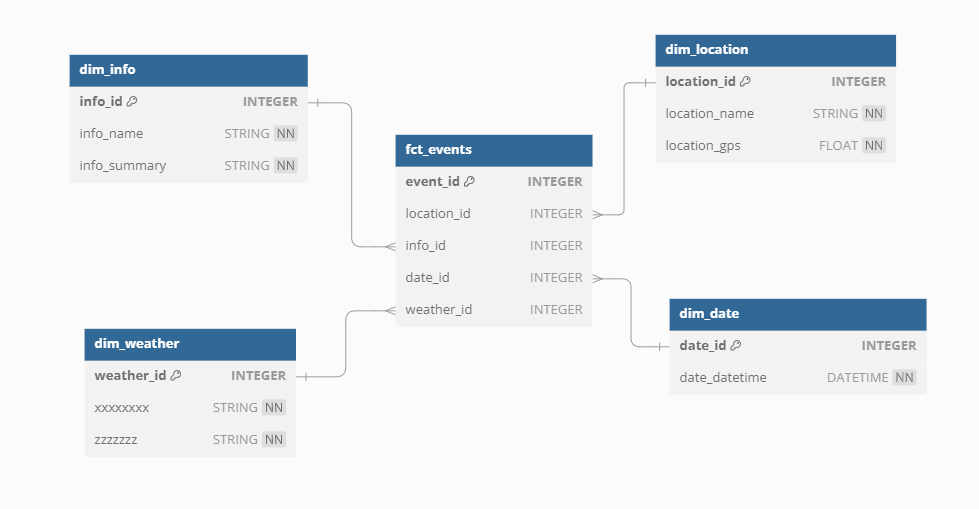 dim_info
info_id INTEGER
info_name STRING NN
info_summary STRING NN
dim_location
location_id INTEGER
location_name STRING NN
location_gps FLOAT NN
fct_events
event_id INTEGER
location_id INTEGER
info_id INTEGER
date_id INTEGER
weather_id INTEGER
dim_weather
weather_id INTEGER
xxxxxxxx STRING NN
zzzzzzz STRING NN
dim_date
date_id INTEGER
date_datetime DATETIME NN